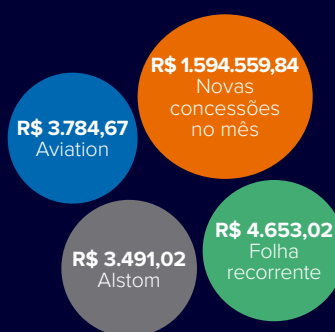 R$ 1.594.559,84
Novas
concessões
no mês
R$ 3.784,67
Aviation
R$ 4.653,02
Folha
recorrente
R$ 3.491,02
Alstom